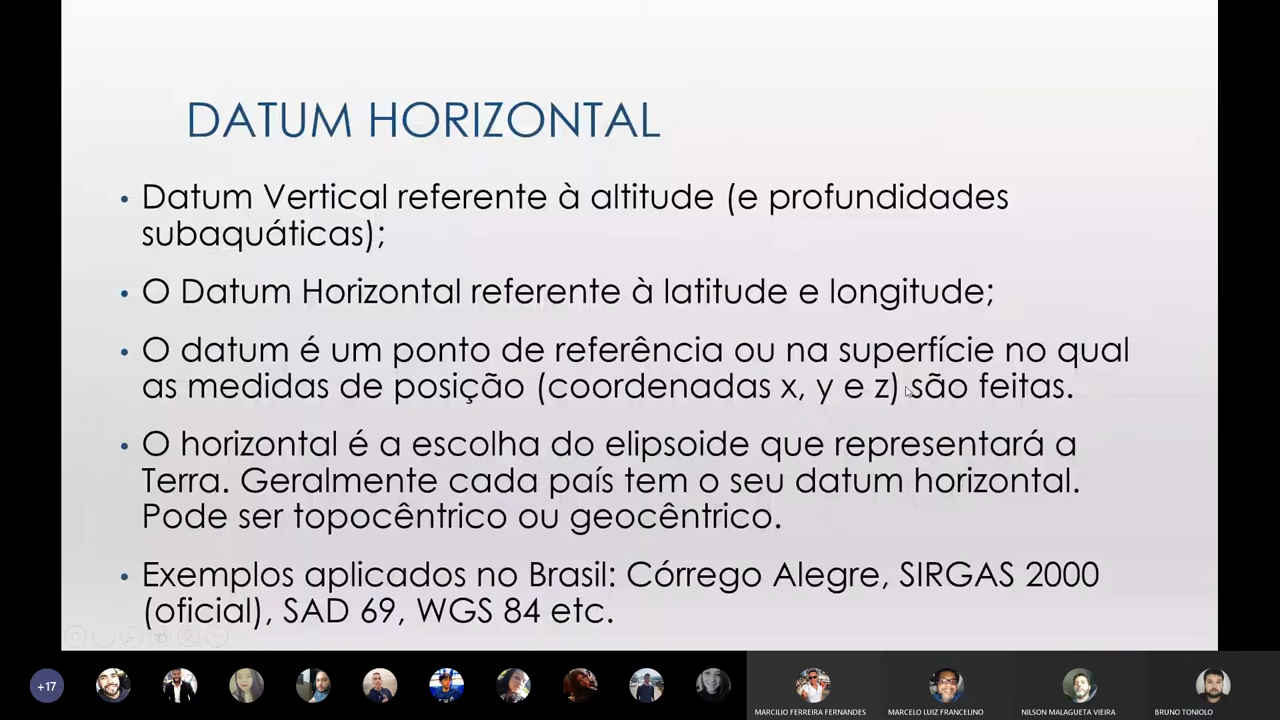 DATUM HORIZONTAL
• Datum Vertical referente à altitude (e profundidades
subaquáticas);
• O Datum Horizontal referente à latitude e longitude;
• O datum é um ponto de referência ou na superfície no qual
as medidas de posição (coordenadas x, y e z) são feitas.
• O horizontal é a escolha do elipsoide que representará a
Terra. Geralmente cada país tem o seu datum horizontal.
Pode ser topocêntrico ou geocêntrico.
• Exemplos aplicados no Brasil: Córrego Alegre, SIRGAS 2000
(oficial), SAD 69, WGS 84 etc.
+17
MARCILIO FERREIRA FERNANDES
MARCELO LUIZ FRANCELINO
NILSON MALAGUETA VIEIRA
BRUNO TONIOLO